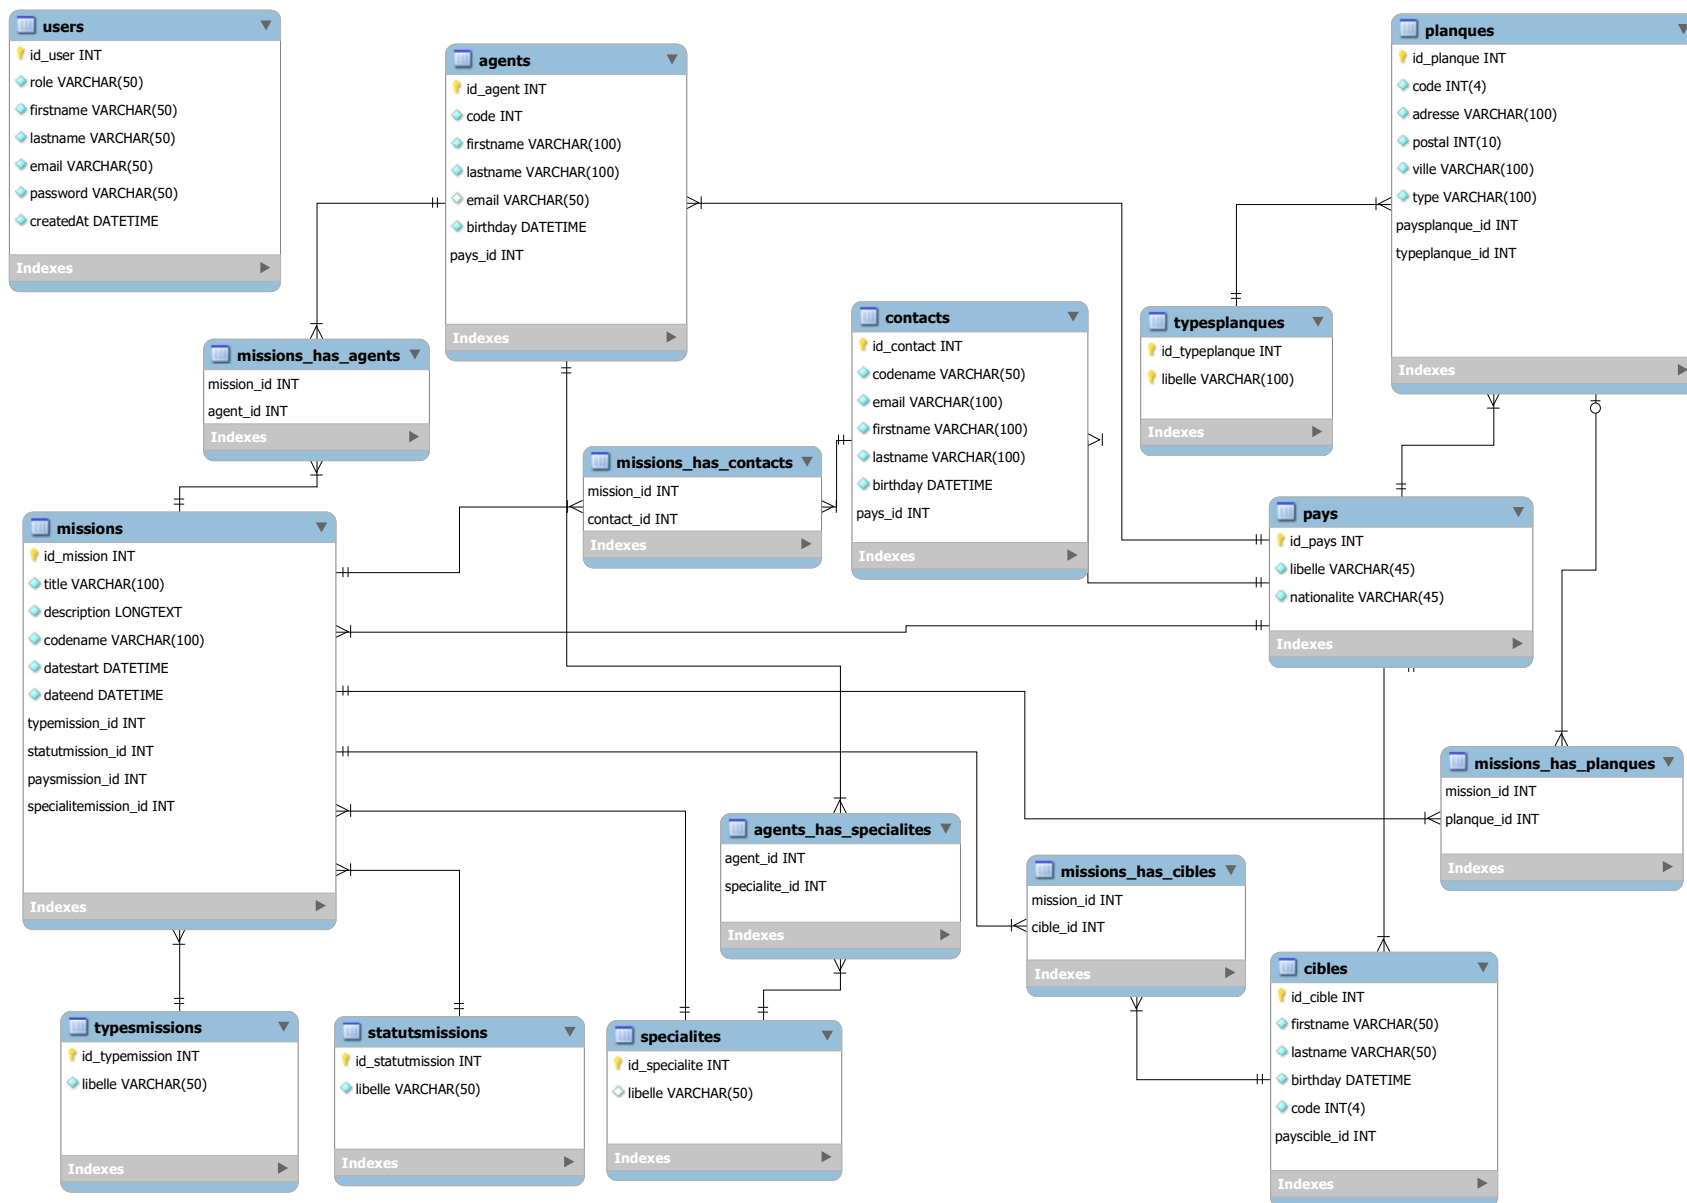 users
id_user INT
role VARCHAR(50)
firstname VARCHAR(50)
lastname VARCHAR(50)
email VARCHAR(50)
password VARCHAR(50)
createdAt DATETIME
Indexes
agents
id_agent INT
code INT
firstname VARCHAR(100)
lastname VARCHAR(100)
email VARCHAR(50)
birthday DATETIME
pays_id INT
Indexes
planques
id_planque INT
code INT(4)
adresse VARCHAR(100)
postal INT(10)
ville VARCHAR(100)
type VARCHAR(100)
paysplanque_id INT
typeplanque_id INT
Indexes
missions_has_agents
mission_id INT
agent_id INT
Indexes
contacts
id_contact INT
codename VARCHAR(50)
email VARCHAR(100)
firstname VARCHAR(100)
lastname VARCHAR(100)
birthday DATETIME
pays_id INT
Indexes
typesplanques
id_typeplanque INT
libelle VARCHAR(100)
Indexes
missions_has_contacts
mission_id INT
contact_id INT
Indexes
missions
id_mission INT
title VARCHAR(100)
description LONGTEXT
codename VARCHAR(100)
datestart DATETIME
dateend DATETIME
typemission_id INT
statutmission_id INT
paysmission_id INT
specialitemission_id INT
Indexes
pays
id_pays INT
libelle VARCHAR(45)
nationalite VARCHAR(45)
Indexes
missions_has_planques
mission_id INT
planque_id INT
Indexes
agents_has_specialites
agent_id INT
specialite_id INT
Indexes
missions_has_cibles
mission_id INT
cible_id INT
Indexes
cibles
id_cible INT
firstname VARCHAR(50)
lastname VARCHAR(50)
birthday DATETIME
code INT(4)
payscible_id INT
Indexes
typesmissions
id_typemission INT
libelle VARCHAR(50)
Indexes
statutsmissions
id_statutmission INT
libelle VARCHAR(50)
Indexes
specialites
id_specialite INT
libelle VARCHAR(50)
Indexes